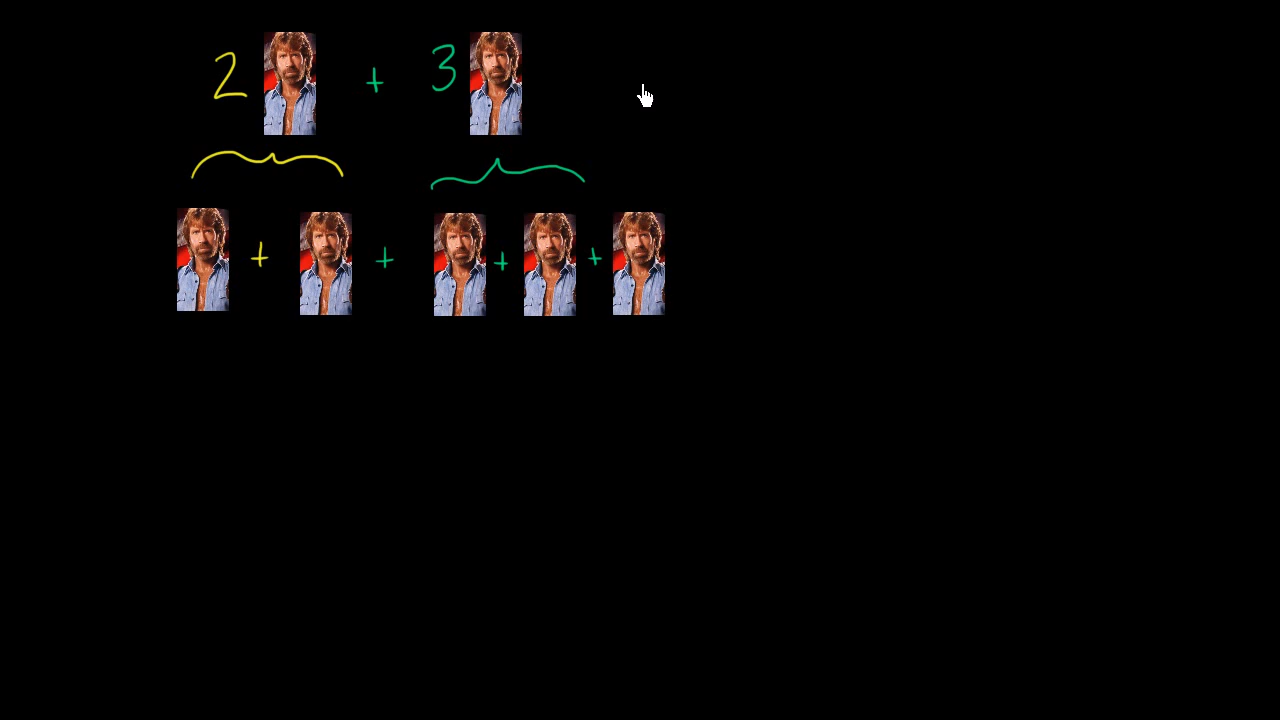 2 + 3
+ + + +